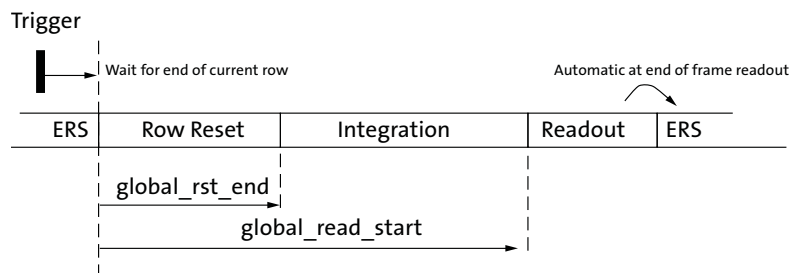 Trigger
Wait for end of current row
Automatic at end of frame readout
ERS Row Reset Integration Readout ERS
global_rst_end
global_read_start